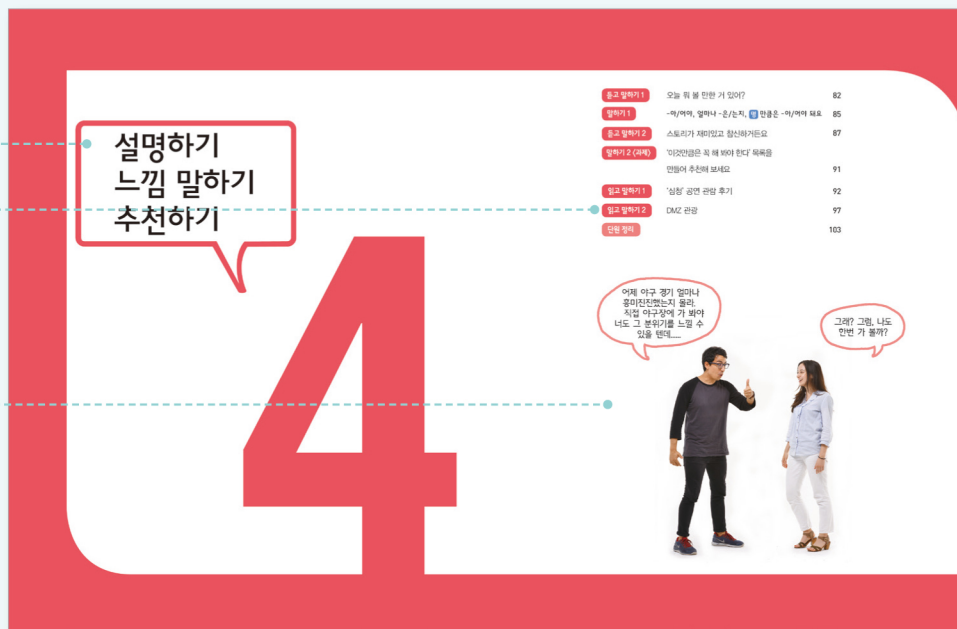 설명하기
느낌 말하기
추천하기
4
듣고 말하기 1 오늘 뭐 볼 만한 거 있어? 82
말하기 1 -아/어야, 얼마나 -은/는지, 명 만큼은 -아/어야 돼요 85
듣고 말하기 2 스토리가 재미있고 참신하거든요 87
말하기 2 (과제) '이것만큼은 꼭 해 봐야 한다' 목록을
만들어 추천해 보세요 91
읽고 말하기 1 '심청' 공연 관람 후기 92
읽고 말하기 2 DMZ 관광 97
단원 정리 103
어제 야구 경기 얼마나
흥미진진했는지 몰라.
직접 야구장에 가 봐야
너도 그 분위기를 느낄 수
있을 텐데……
그래? 그럼, 나도
한번 가 볼까?